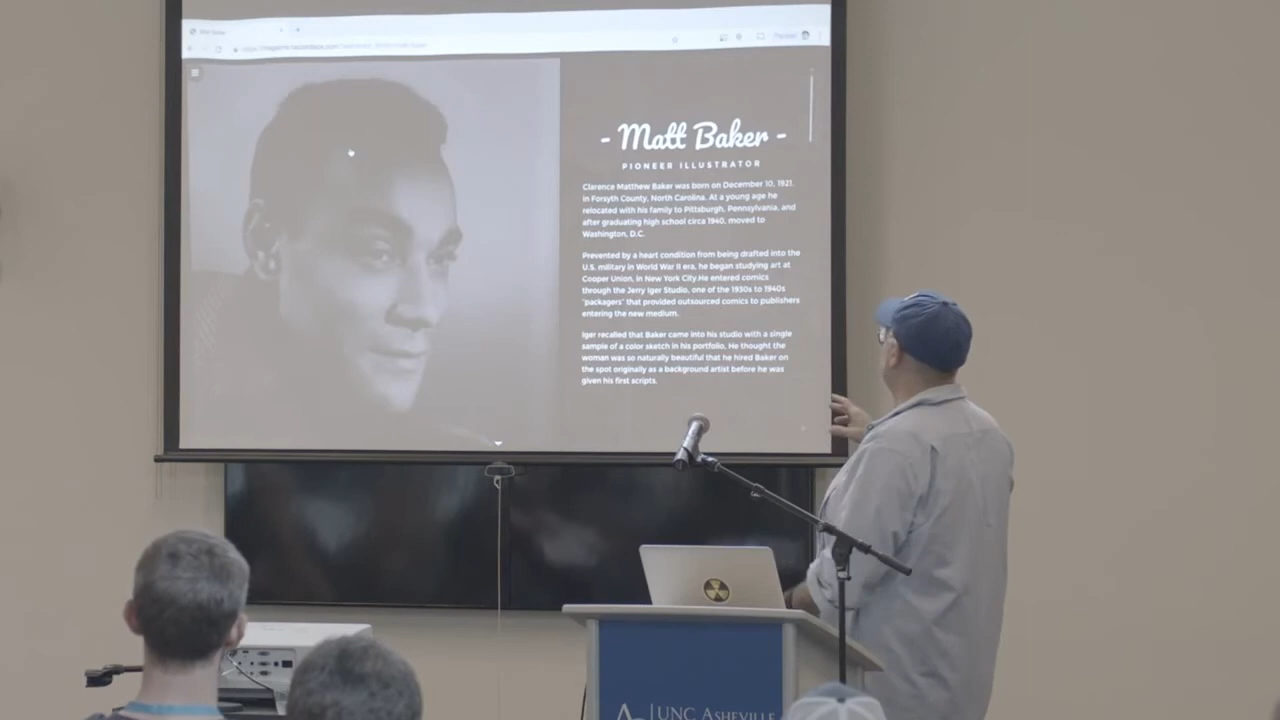 - Matt Baker -
PIONEER ILLUSTRATOR
Clarence Matthew Baker was born on December 10, 1921,
in Forsyth County, North Carolina. At a young age he
relocated with his family to Pittsburgh, Pennsylvania, and
after graduating high school circa 1940, moved to
Washington, D.C.
Prevented by a heart condition from being drafted into the
U.S. military in World War II era, he began studying art at
Cooper Union, in New York City.He entered comics
through the Jerry Iger Studio, one of the 1930s to 1940s
"packagers" that provided outsourced comics to publishers
entering the new medium.
Iger recalled that Baker came into his studio with a single
sample of a color sketch in his portfolio. He thought the
woman was so naturally beautiful that he hired Baker on
the spot originally as a background artist before he was
given his first scripts.
UNC ASHEVILLE